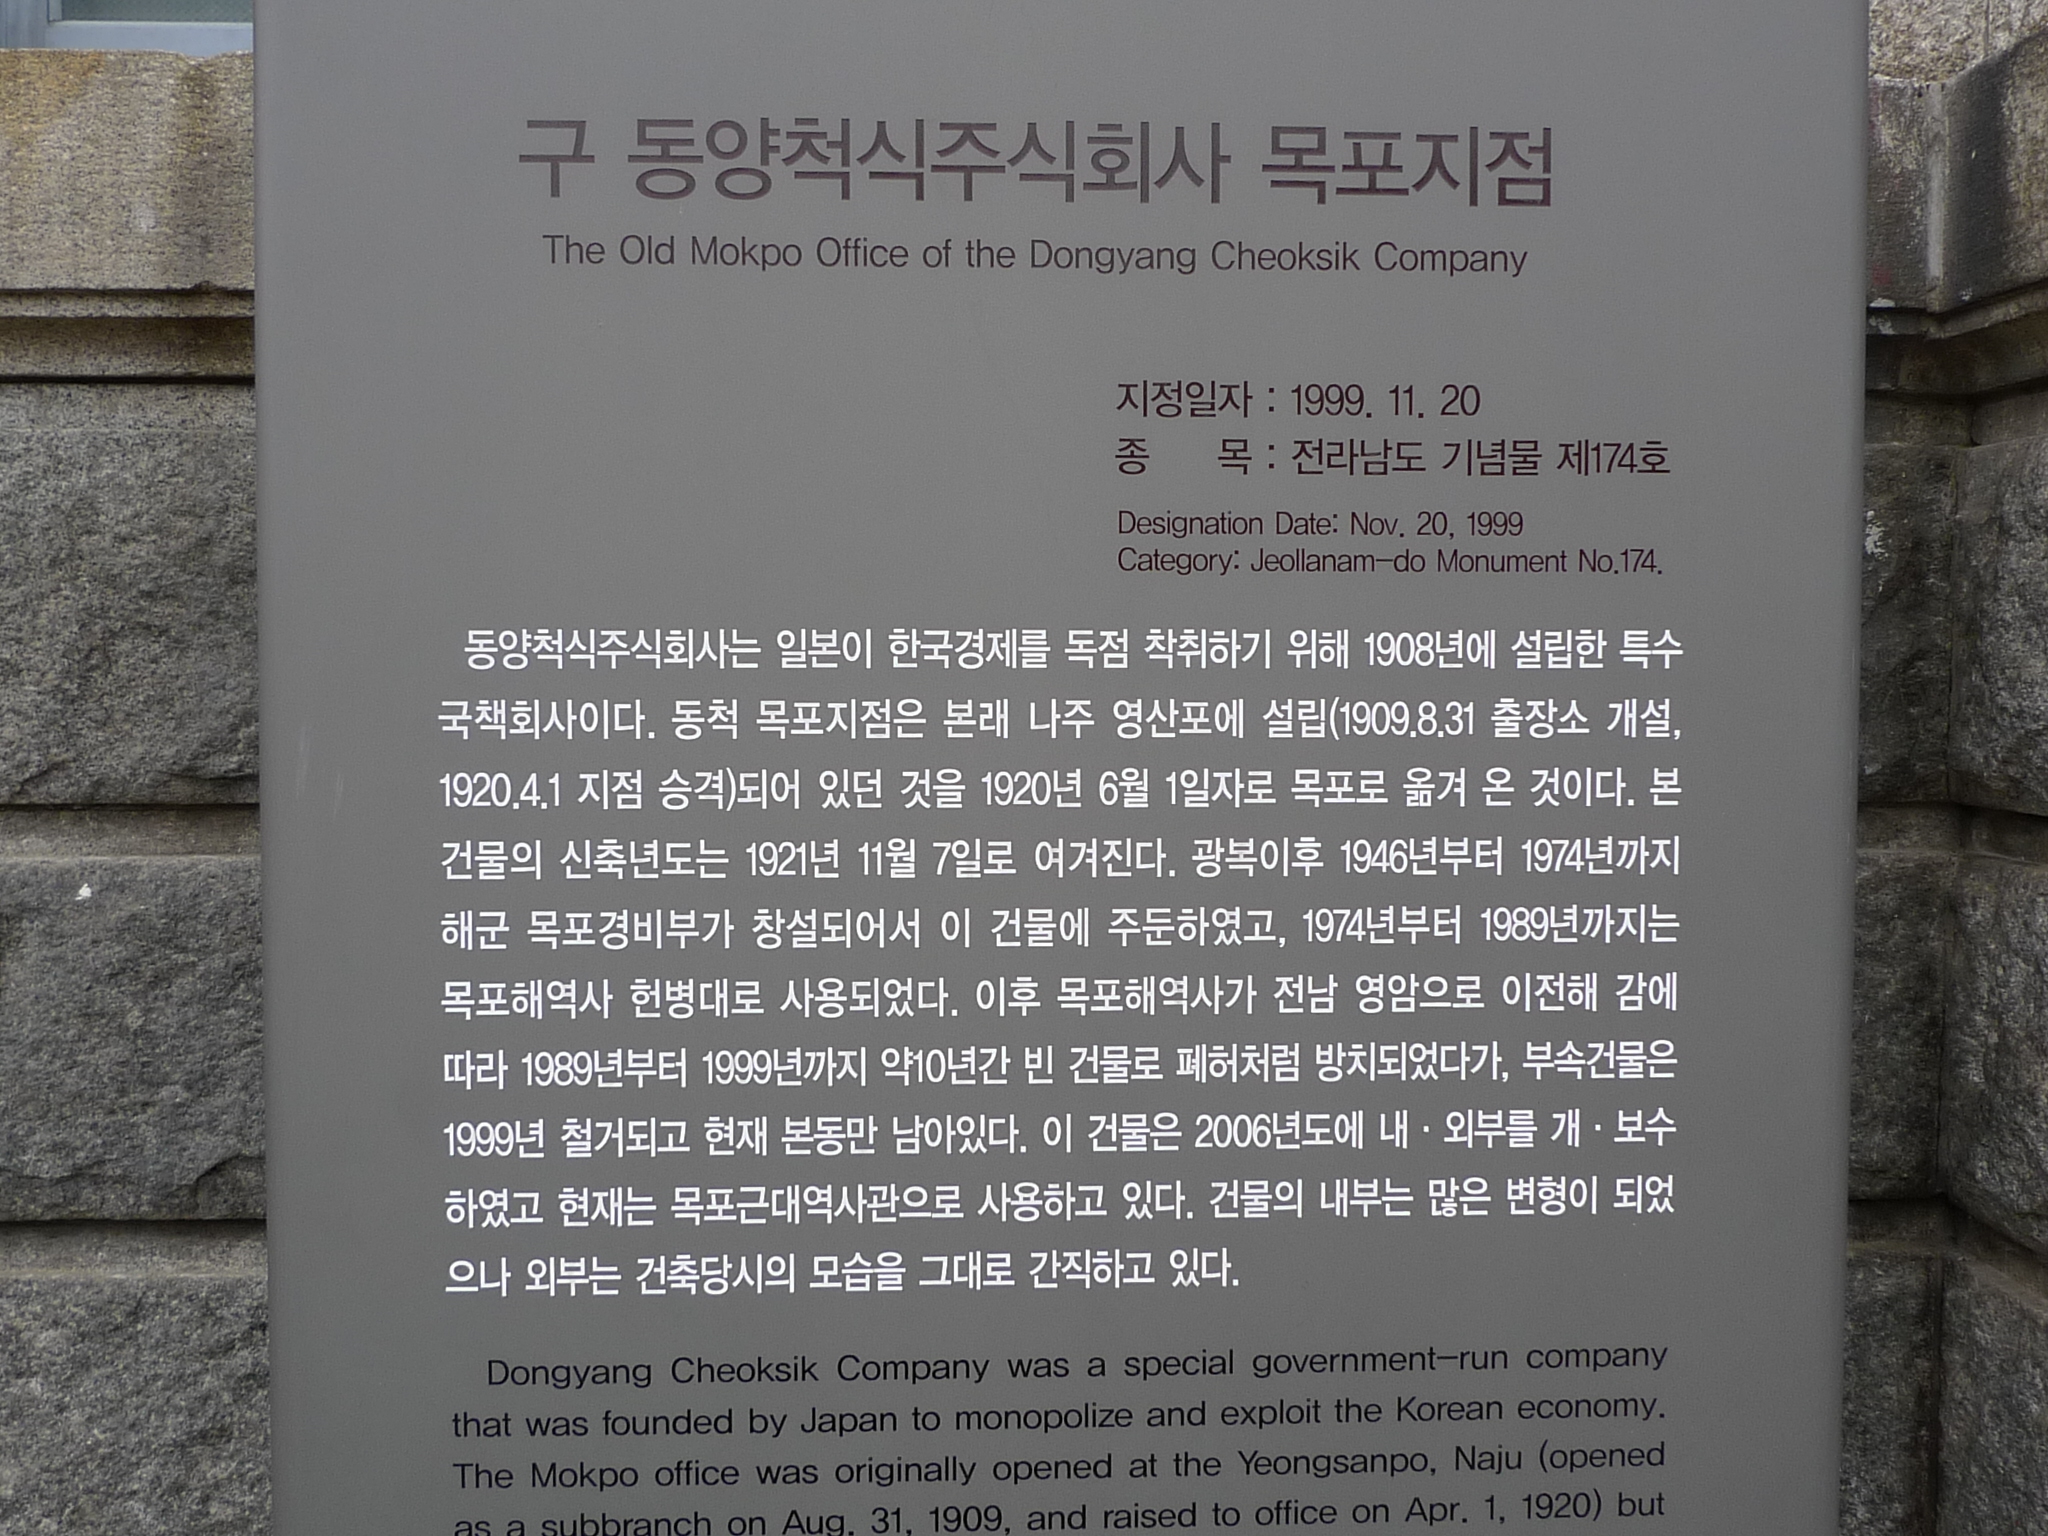 구 동양척식주식회사 목포지점
The Old Mokpo Office of the Dongyang Cheoksik Company
지정일자 : 1999. 11. 20
종 목 : 전라남도 기념물 제174호
Designation Date: Nov. 20, 1999
Category: Jeollanam-do Monument No.174.
동양척식주식회사는 일본이 한국경제를 독점 착취하기 위해 1908년에 설립한 특수
국책회사이다. 동척 목포지점은 본래 나주 영산포에 설립(1909.8.31 출장소 개설,
1920.4.1 지점 승격)되어 있던 것을 1920년 6월 1일자로 목포로 옮겨 온 것이다. 본
건물의 신축년도는 1921년 11월 7일로 여겨진다. 광복이후 1946년부터 1974년까지
해군 목포경비부가 창설되어서 이 건물에 주둔하였고, 1974년부터 1989년까지는
목포해역사 헌병대로 사용되었다. 이후 목포해역사가 전남 영암으로 이전해 감에
따라 1989년부터 1999년까지 약10년간 빈 건물로 폐허처럼 방치되었다가, 부속건물은
1999년 철거되고 현재 본동만 남아있다. 이 건물은 2006년도에 내 · 외부를 개 · 보수
하였고 현재는 목포근대역사관으로 사용하고 있다. 건물의 내부는 많은 변형이 되었
으나 외부는 건축당시의 모습을 그대로 간직하고 있다.
Dongyang Cheoksik Company was a special government-run company
that was founded by Japan to monopolize and exploit the Korean economy.
The Mokpo office was originally opened at the Yeongsanpo, Naju (opened
as a subbranch on Aug. 31, 1909, and raised to office on Apr. 1, 1920) but